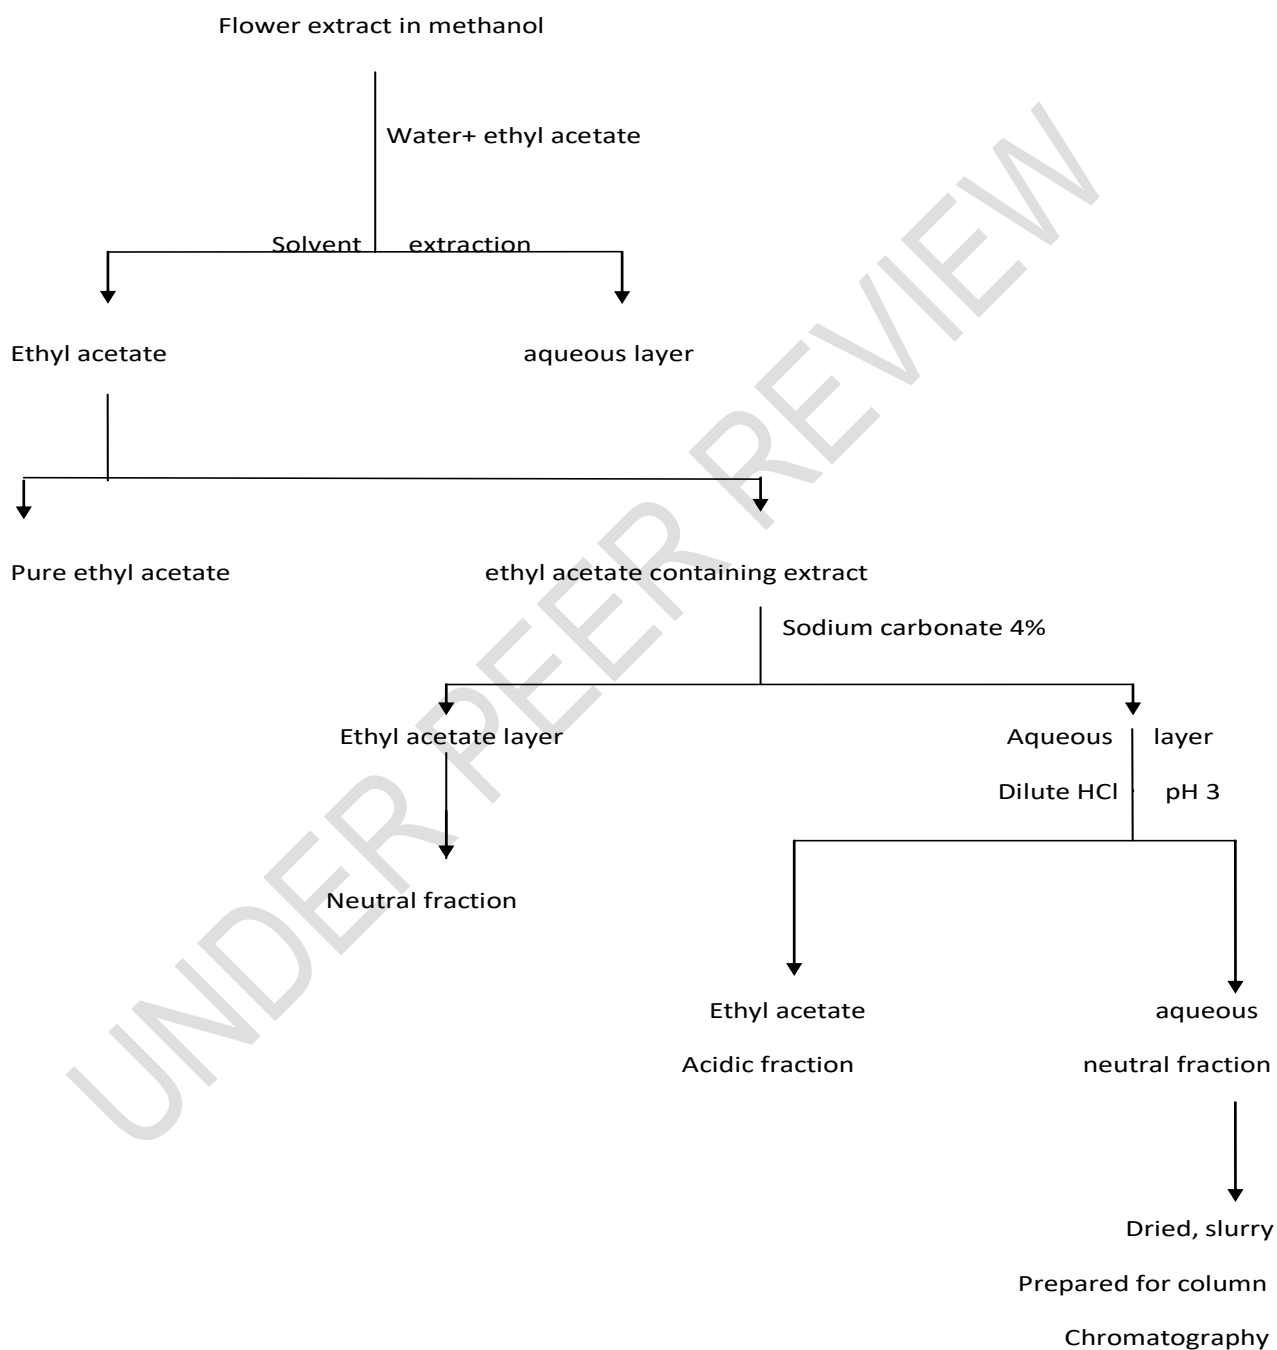 Flower extract in methanol
Water+ ethyl acetate
Solvent extraction
Ethyl acetate aqueous layer
Pure ethyl acetate ethyl acetate containing extract
Sodium carbonate 4%
Ethyl acetate layer Aqueous layer
Dilute HCl pH 3
Neutral fraction
Ethyl acetate aqueous
Acidic fraction neutral fraction
Dried, slurry
Prepared for column
Chromatography
UNDER PEER REVIEW